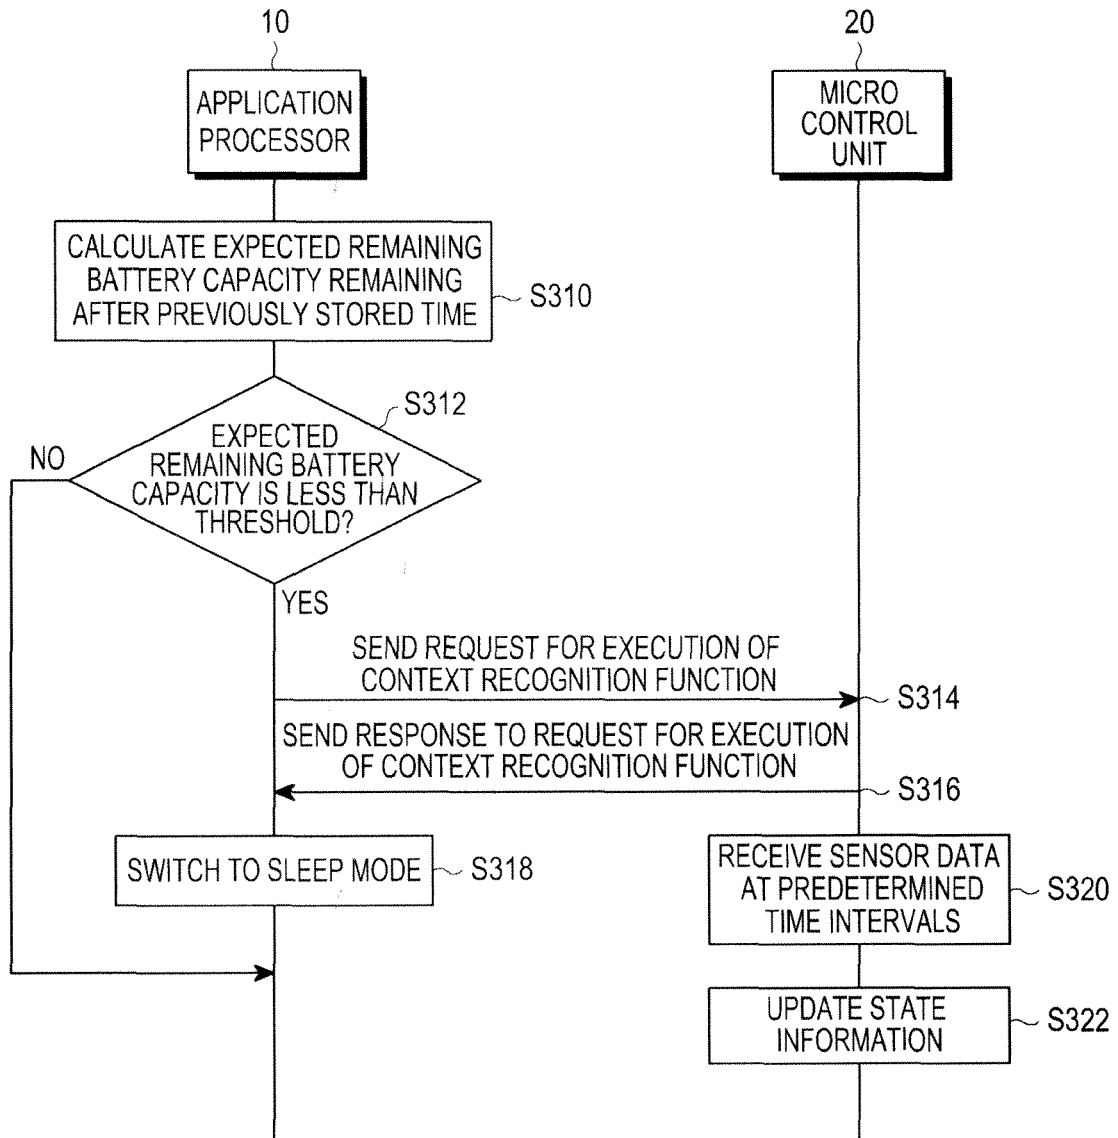 10
20
APPLICATION
PROCESSOR
MICRO
CONTROL
UNIT
CALCULATE EXPECTED REMAINING
BATTERY CAPACITY REMAINING
AFTER PREVIOUSLY STORED TIME
S310
S312
NO
EXPECTED
REMAINING BATTERY
CAPACITY IS LESS THAN
THRESHOLD?
YES
SEND REQUEST FOR EXECUTION OF
CONTEXT RECOGNITION FUNCTION
S314
SEND RESPONSE TO REQUEST FOR EXECUTION
OF CONTEXT RECOGNITION FUNCTION
S316
SWITCH TO SLEEP MODE
S318
RECEIVE SENSOR DATA
AT PREDETERMINED
TIME INTERVALS
S320
UPDATE STATE
INFORMATION
S322